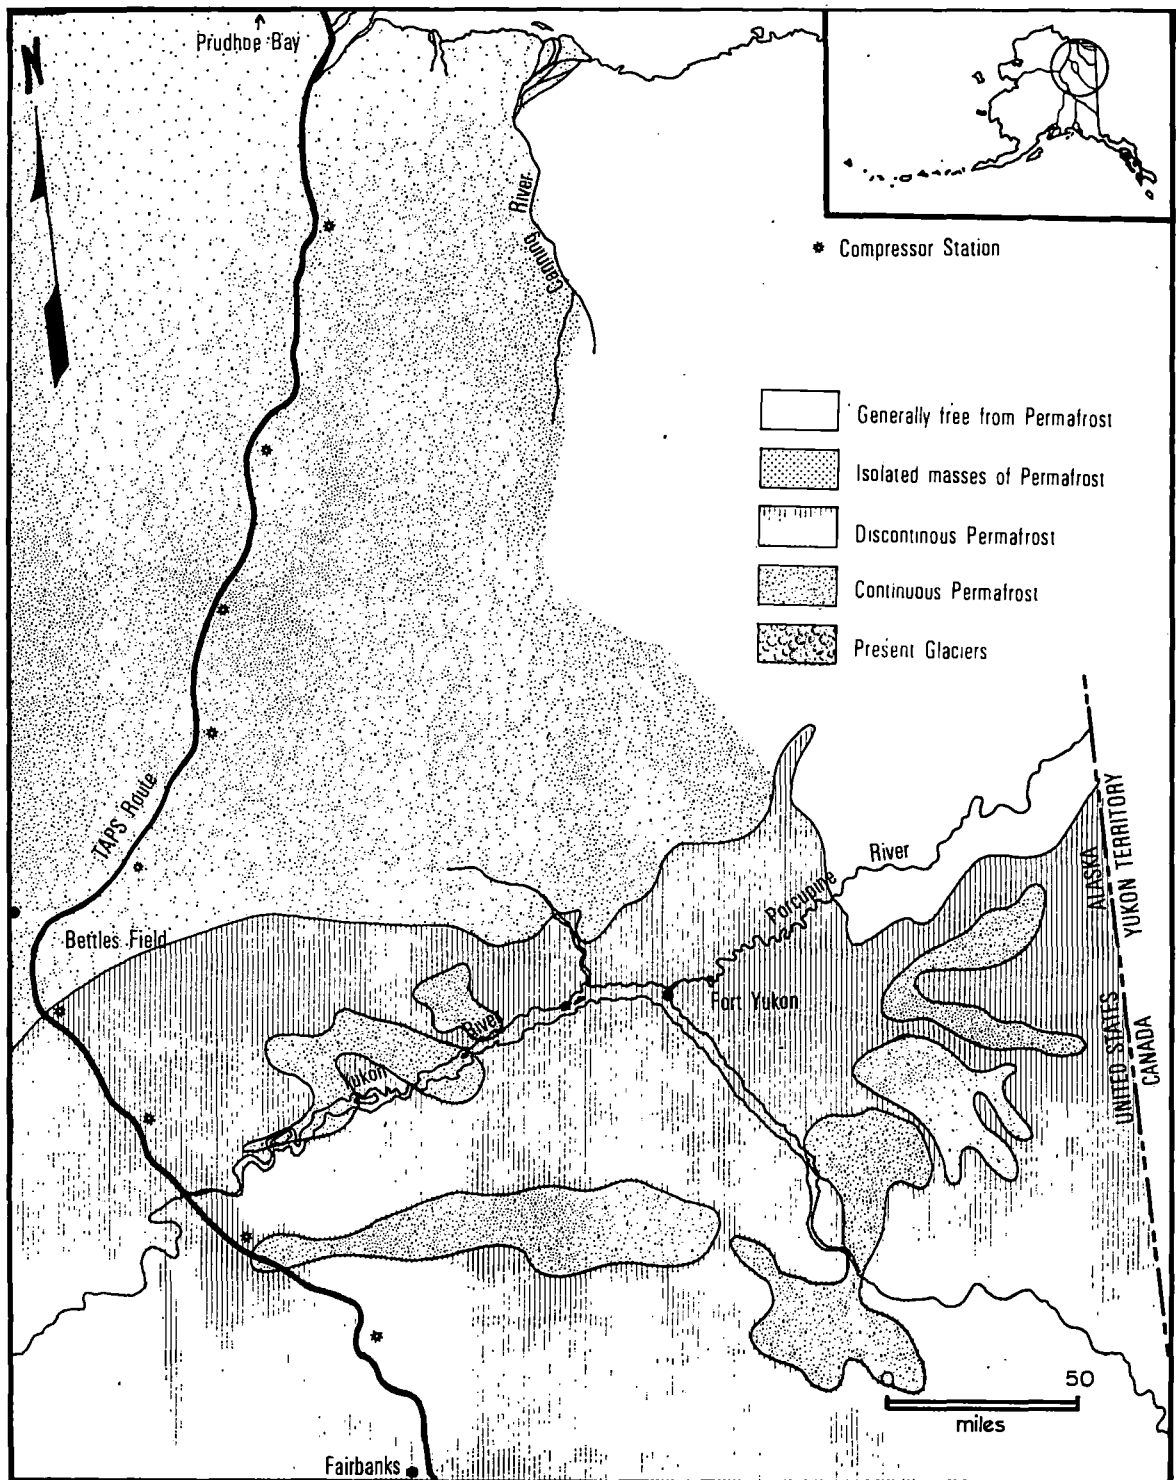 Prudhoe Bay
N
River
Canning
Compressor Station
Generally free from Permafrost
Isolated masses of Permafrost
Discontinous Permafrost
Continuous Permafrost
Present Glaciers
TAPS Route
River
Porcupine
ALASKA
YUKON TERRITORY
Bettles Field
Fort Yukon
River
Yukon
UNITED STATES
CANADA
0 50
miles
Fairbanks